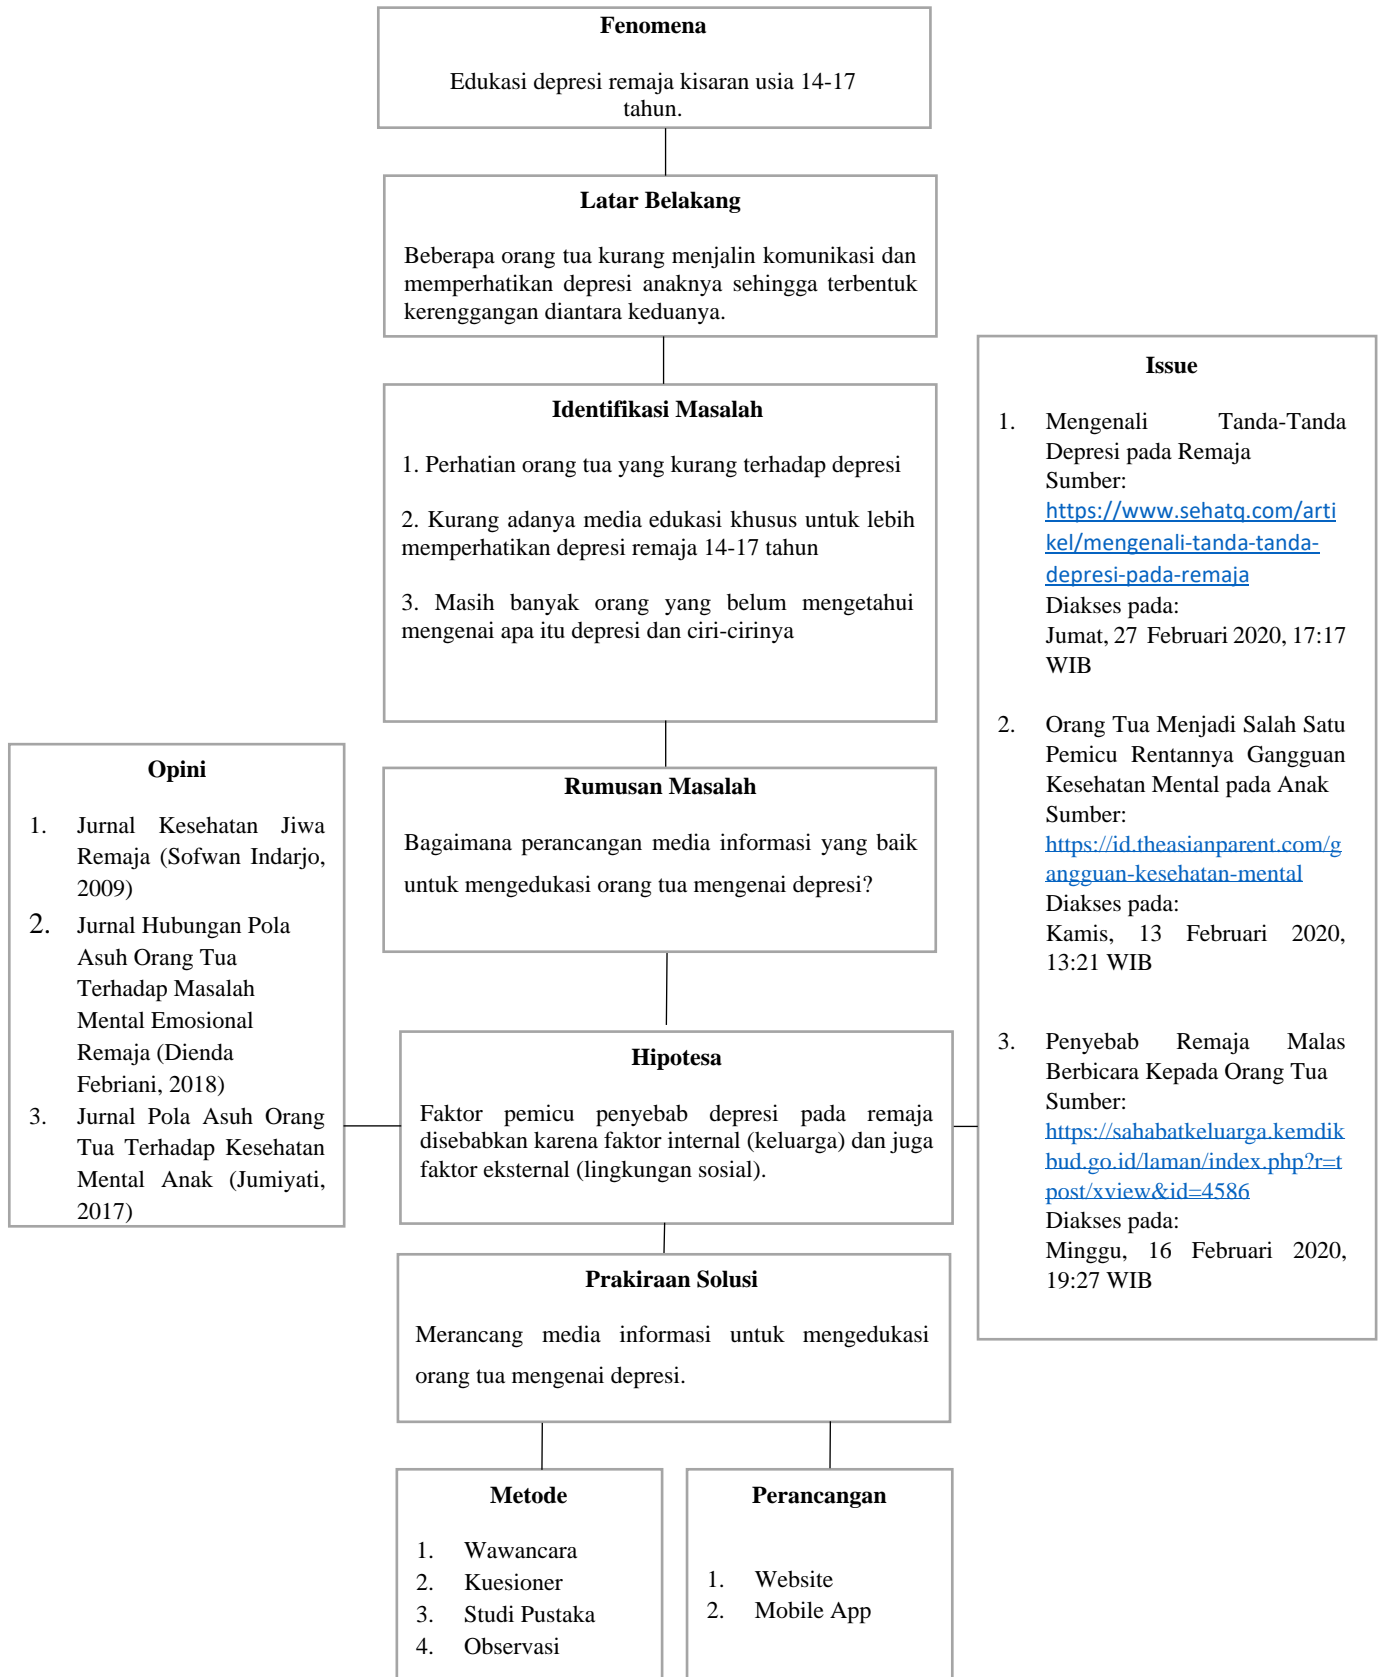 Fenomena
Edukasi depresi remaja kisaran usia 14-17
tahun.
Latar Belakang
Beberapa orang tua kurang menjalin komunikasi dan
memperhatikan depresi anaknya sehingga terbentuk
kerenggangan diantara keduanya.
Identifikasi Masalah
1. Perhatian orang tua yang kurang terhadap depresi
2. Kurang adanya media edukasi khusus untuk lebih
memperhatikan depresi remaja 14-17 tahun
3. Masih banyak orang yang belum mengetahui
mengenai apa itu depresi dan ciri-cirinya
Rumusan Masalah
Bagaimana perancangan media informasi yang baik
untuk mengedukasi orang tua mengenai depresi?
Opini
1. Jurnal Kesehatan Jiwa
Remaja (Sofwan Indarjo,
2009)
2. Jurnal Hubungan Pola
Asuh Orang Tua
Terhadap Masalah
Mental Emosional
Remaja (Dienda
Febriani, 2018)
3. Jurnal Pola Asuh Orang
Tua Terhadap Kesehatan
Mental Anak (Jumiyati,
2017)
Hipotesa
Faktor pemicu penyebab depresi pada remaja
disebabkan karena faktor internal (keluarga) dan juga
faktor eksternal (lingkungan sosial).
Issue
1. Mengenali Tanda-Tanda
Depresi pada Remaja
Sumber:
https://www.sehatq.com/arti
kel/mengenali-tanda-tanda-
depresi-pada-remaja
Diakses pada:
Jumat, 27 Februari 2020, 17:17
WIB
2. Orang Tua Menjadi Salah Satu
Pemicu Rentannya Gangguan
Kesehatan Mental pada Anak
Sumber:
https://id.theasianparent.com/g
angguan-kesehatan-mental
Diakses pada:
Kamis, 13 Februari 2020,
13:21 WIB
3. Penyebab Remaja Malas
Berbicara Kepada Orang Tua
Sumber:
https://sahabatkeluarga.kemdik
bud.go.id/laman/index.php?r=t
post/xview&id=4586
Diakses pada:
Minggu, 16 Februari 2020,
19:27 WIB
Prakiraan Solusi
Merancang media informasi untuk mengedukasi
orang tua mengenai depresi.
Metode
1. Wawancara
2. Kuesioner
3. Studi Pustaka
4. Observasi
Perancangan
1. Website
2. Mobile App